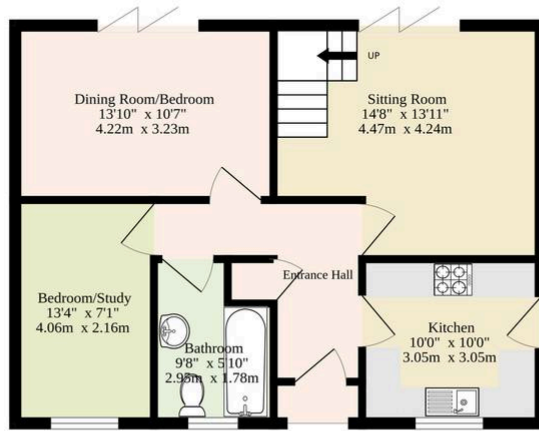 Dining Room/Bedroom
13'10" x 10'7"
4.22m x 3.23m
UP
Sitting Room
14'8" x 13'11"
4.47m x 4.24m
Entrance Hall
Bedroom/Study
13'4" x 7'1"
4.06m x 2.16m
Bathroom
9'8" x 5'10"
2.95m x 1.78m
Kitchen
10'0" x 10'0"
3.05m x 3.05m